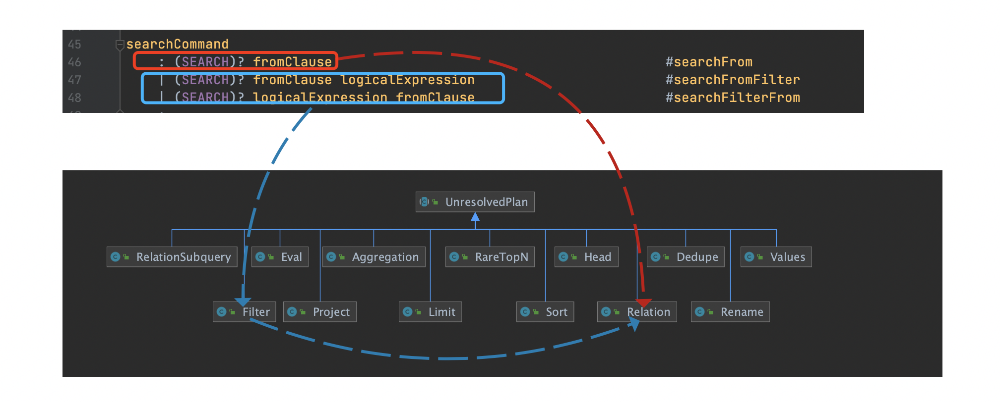 45 searchCommand
46 : (SEARCH)? fromClause #searchFrom
47 | (SEARCH)? fromClause logicalExpression #searchFromFilter
48 | (SEARCH)? logicalExpression fromClause #searchFilterFrom
UnresolvedPlan
RelationSubquery Eval Aggregation RareTopN Head Dedupe Values
Filter Project Limit Sort Relation Rename